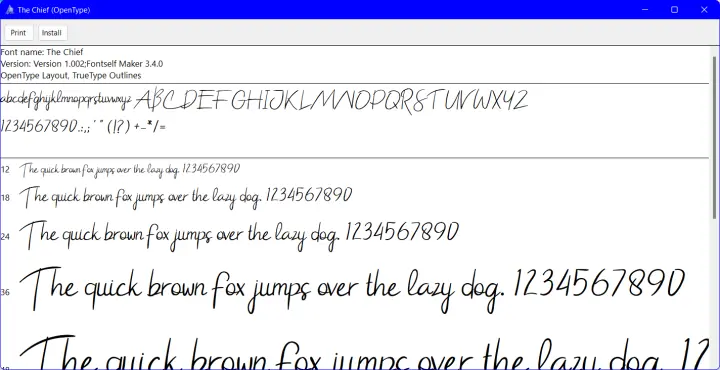 The Chief (OpenType)
Print Install
Font name: The Chief
Version: Version 1.002;Fontself Maker 3.4.0
OpenType Layout, TrueType Outlines
abcdefghijklmnopqrstuvwxyz ABCDEFGHIJKLMNOPQRSTUVWXYZ
1234567890.:,; ' " (!?) +-*/=
12 The quick brown fox jumps over the lazy dog. 1234567890
18 The quick brown fox jumps over the lazy dog. 1234567890
24 The quick brown fox jumps over the lazy dog. 1234567890
36 The quick brown fox jumps over the lazy dog. 1234567890
48 The quick brown fox jumps over the lazy dog. 12